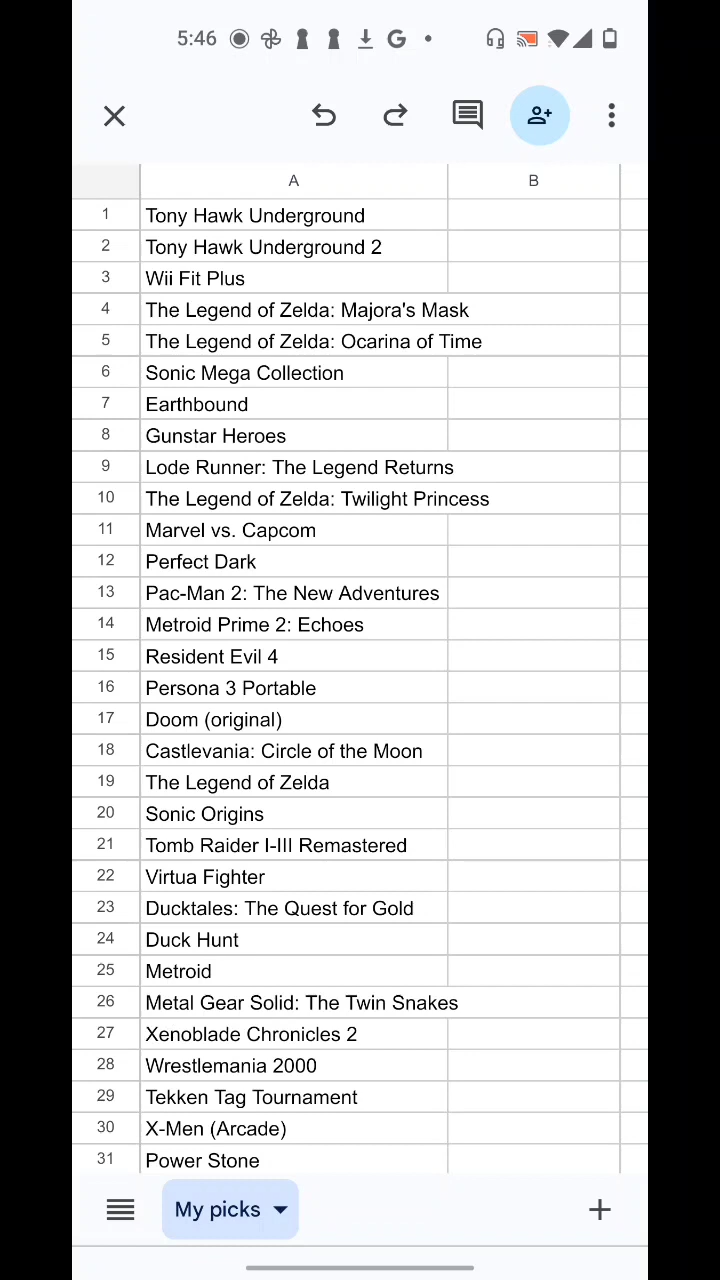 5:46
A B
1 Tony Hawk Underground
2 Tony Hawk Underground 2
3 Wii Fit Plus
4 The Legend of Zelda: Majora's Mask
5 The Legend of Zelda: Ocarina of Time
6 Sonic Mega Collection
7 Earthbound
8 Gunstar Heroes
9 Lode Runner: The Legend Returns
10 The Legend of Zelda: Twilight Princess
11 Marvel vs. Capcom
12 Perfect Dark
13 Pac-Man 2: The New Adventures
14 Metroid Prime 2: Echoes
15 Resident Evil 4
16 Persona 3 Portable
17 Doom (original)
18 Castlevania: Circle of the Moon
19 The Legend of Zelda
20 Sonic Origins
21 Tomb Raider I-III Remastered
22 Virtua Fighter
23 Ducktales: The Quest for Gold
24 Duck Hunt
25 Metroid
26 Metal Gear Solid: The Twin Snakes
27 Xenoblade Chronicles 2
28 Wrestlemania 2000
29 Tekken Tag Tournament
30 X-Men (Arcade)
31 Power Stone
My picks